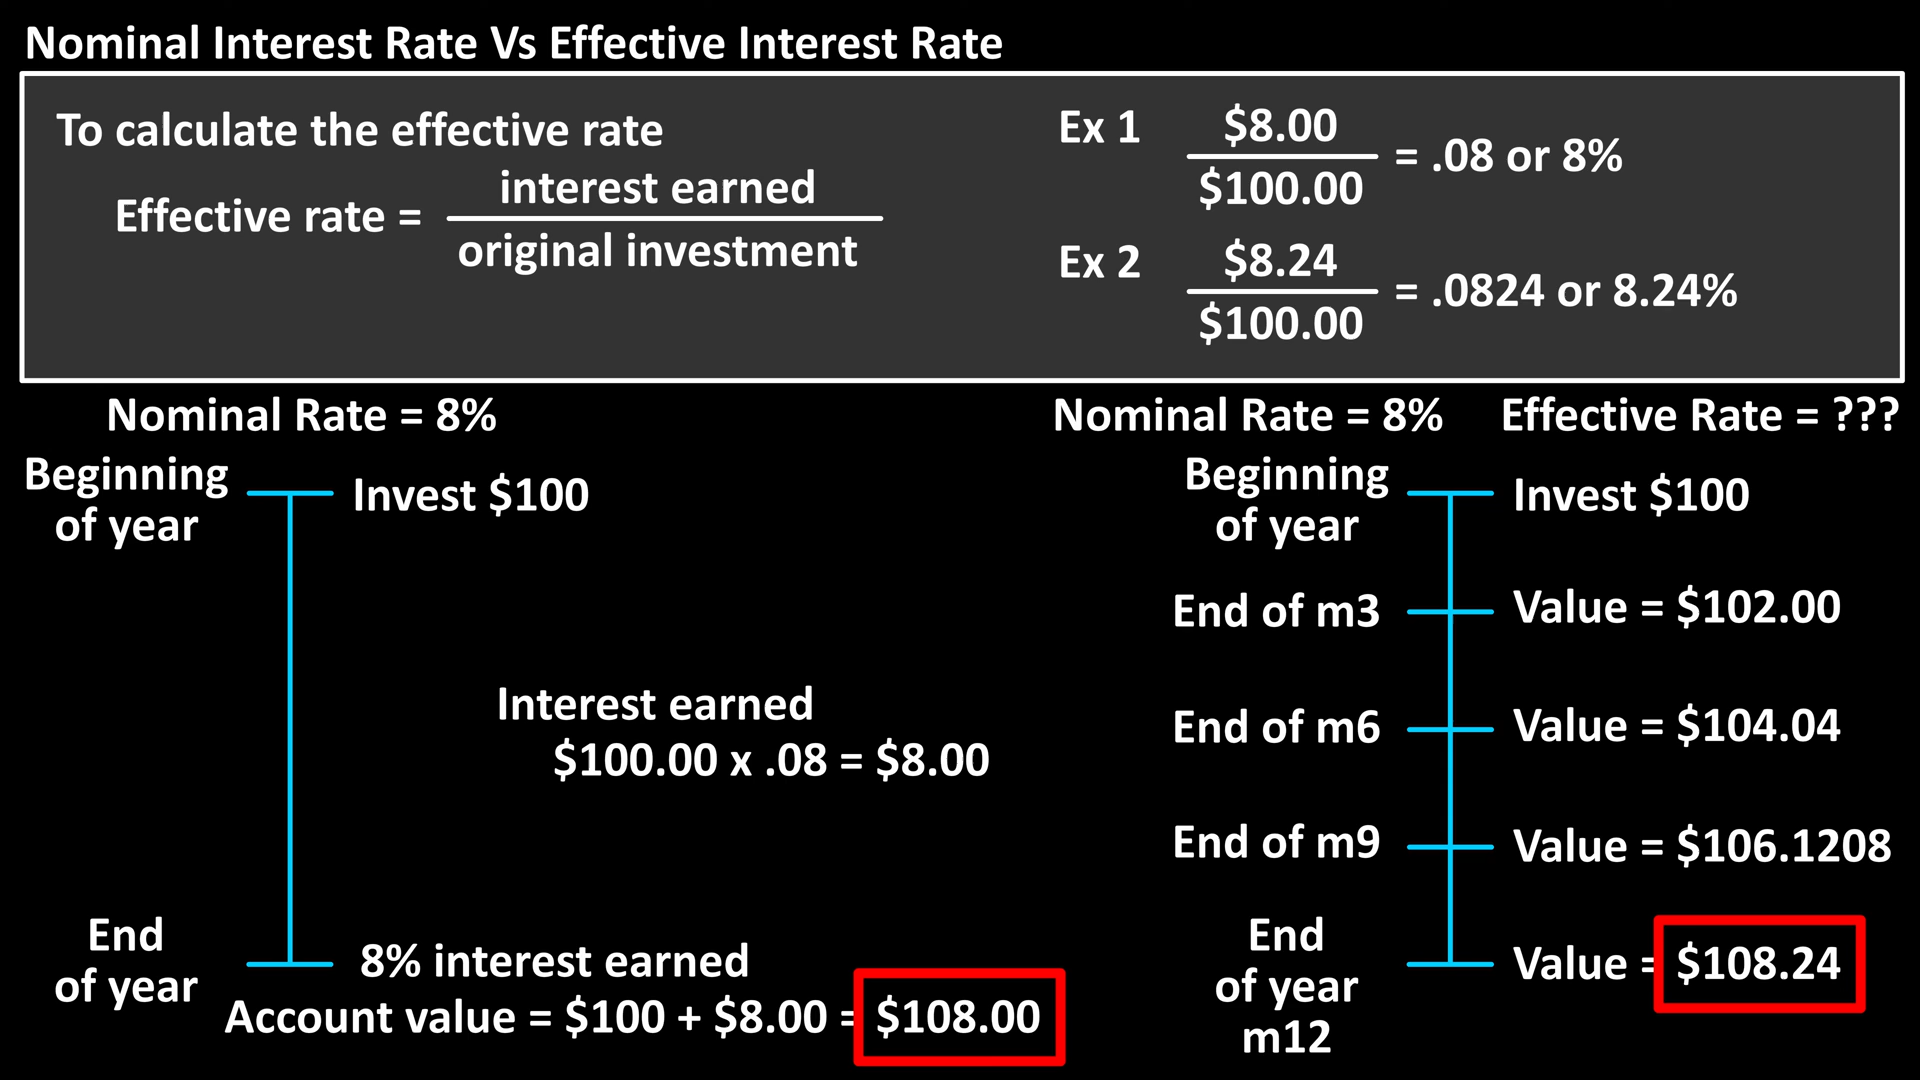 Nominal Interest Rate Vs Effective Interest Rate
To calculate the effective rate
Effective rate = interest earned
original investment
Ex 1 $8.00
$100.00 = .08 or 8%
Ex 2 $8.24
$100.00 = .0824 or 8.24%
Nominal Rate = 8%
Beginning
of year
Invest $100
Interest earned
$100.00 x .08 = $8.00
End
of year
8% interest earned
Account value = $100 + $8.00 = $108.00
Nominal Rate = 8% Effective Rate = ???
Beginning
of year
Invest $100
End of m3 Value = $102.00
End of m6 Value = $104.04
End of m9 Value = $106.1208
End
of year
m12
Value = $108.24